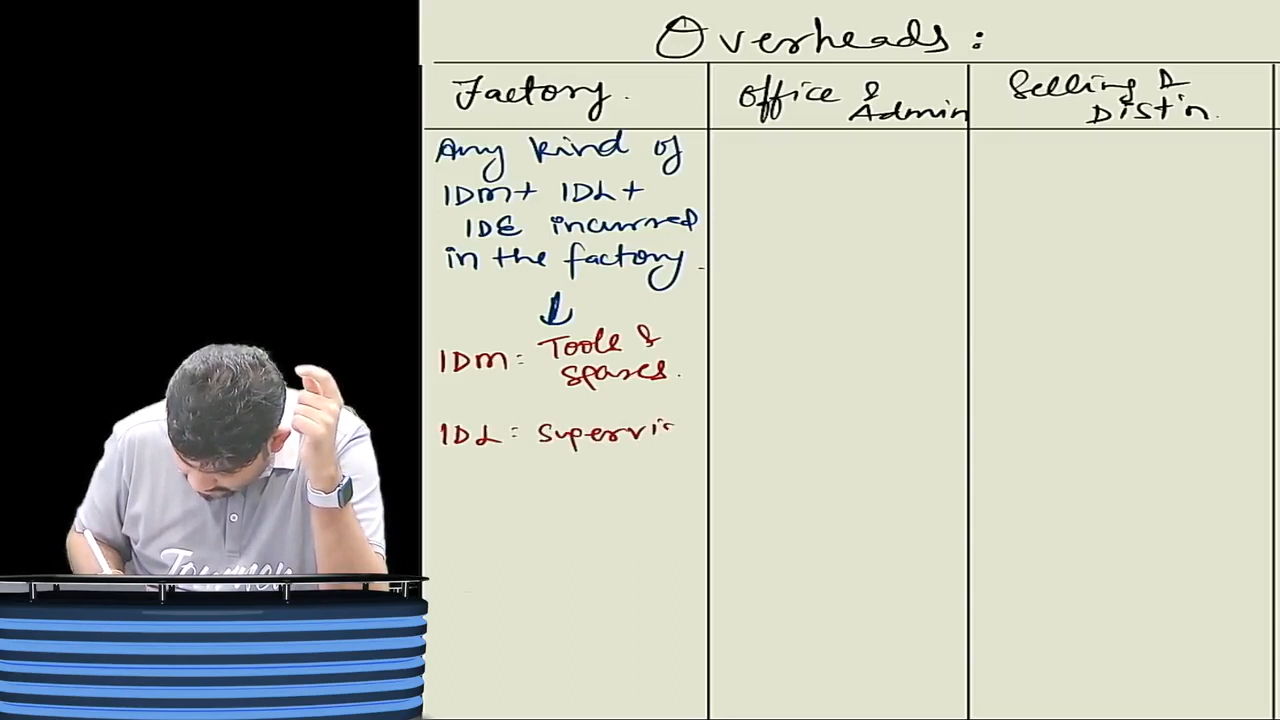 Overheads:
Factory.
Office & Admin
Selling & Distn.
Any kind of
IDM+ IDL+
IDE incurred
in the factory.
↓
IDM: Tools &
Spares.
IDL: Supervis